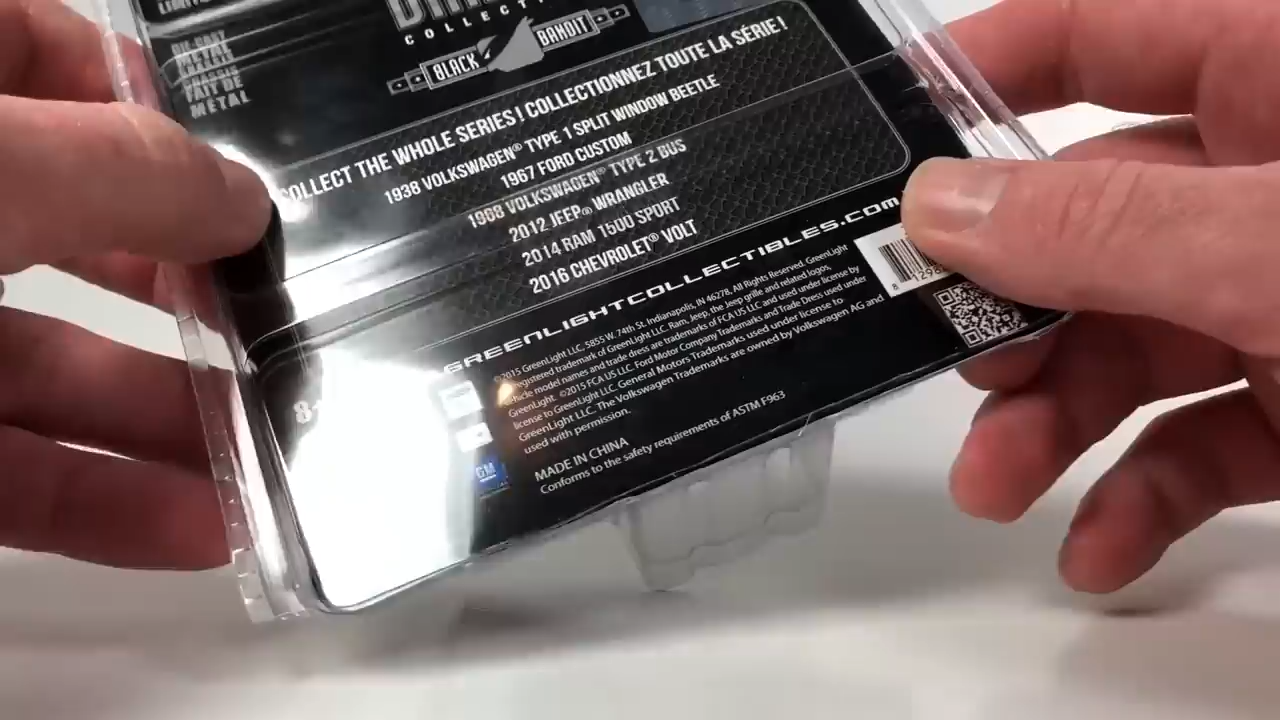 DIE-CAST
METAL
FAIT DE
MÉTAL
COLLECT
BLACK BANDIT
COLLECT THE WHOLE SERIES! COLLECTIONNEZ TOUTE LA SÉRIE!
1938 VOLKSWAGEN® TYPE 1 SPLIT WINDOW BEETLE
1967 FORD CUSTOM
1968 VOLKSWAGEN® TYPE 2 BUS
2012 JEEP® WRANGLER
2014 RAM 1500 SPORT
2016 CHEVROLET® VOLT
GREENLIGHTCOLLECTIBLES.COM
8+
©2015 GreenLight LLC, 5855 W. 74th St, Indianapolis, IN 46278, All Rights Reserved. GreenLight
registered trademark of GreenLight LLC. Ram, Jeep, the Jeep grille and related logos,
vehicle model names and trade dress are trademarks of FCA US LLC and used under license by
GreenLight. ©2015 FCA US LLC. Ford Motor Company Trademarks and Trade Dress used under
license to GreenLight LLC. General Motors Trademarks used under license to
GreenLight LLC. The Volkswagen Trademarks are owned by Volkswagen AG and
used with permission.
GM
MADE IN CHINA
Conforms to the safety requirements of ASTM F963